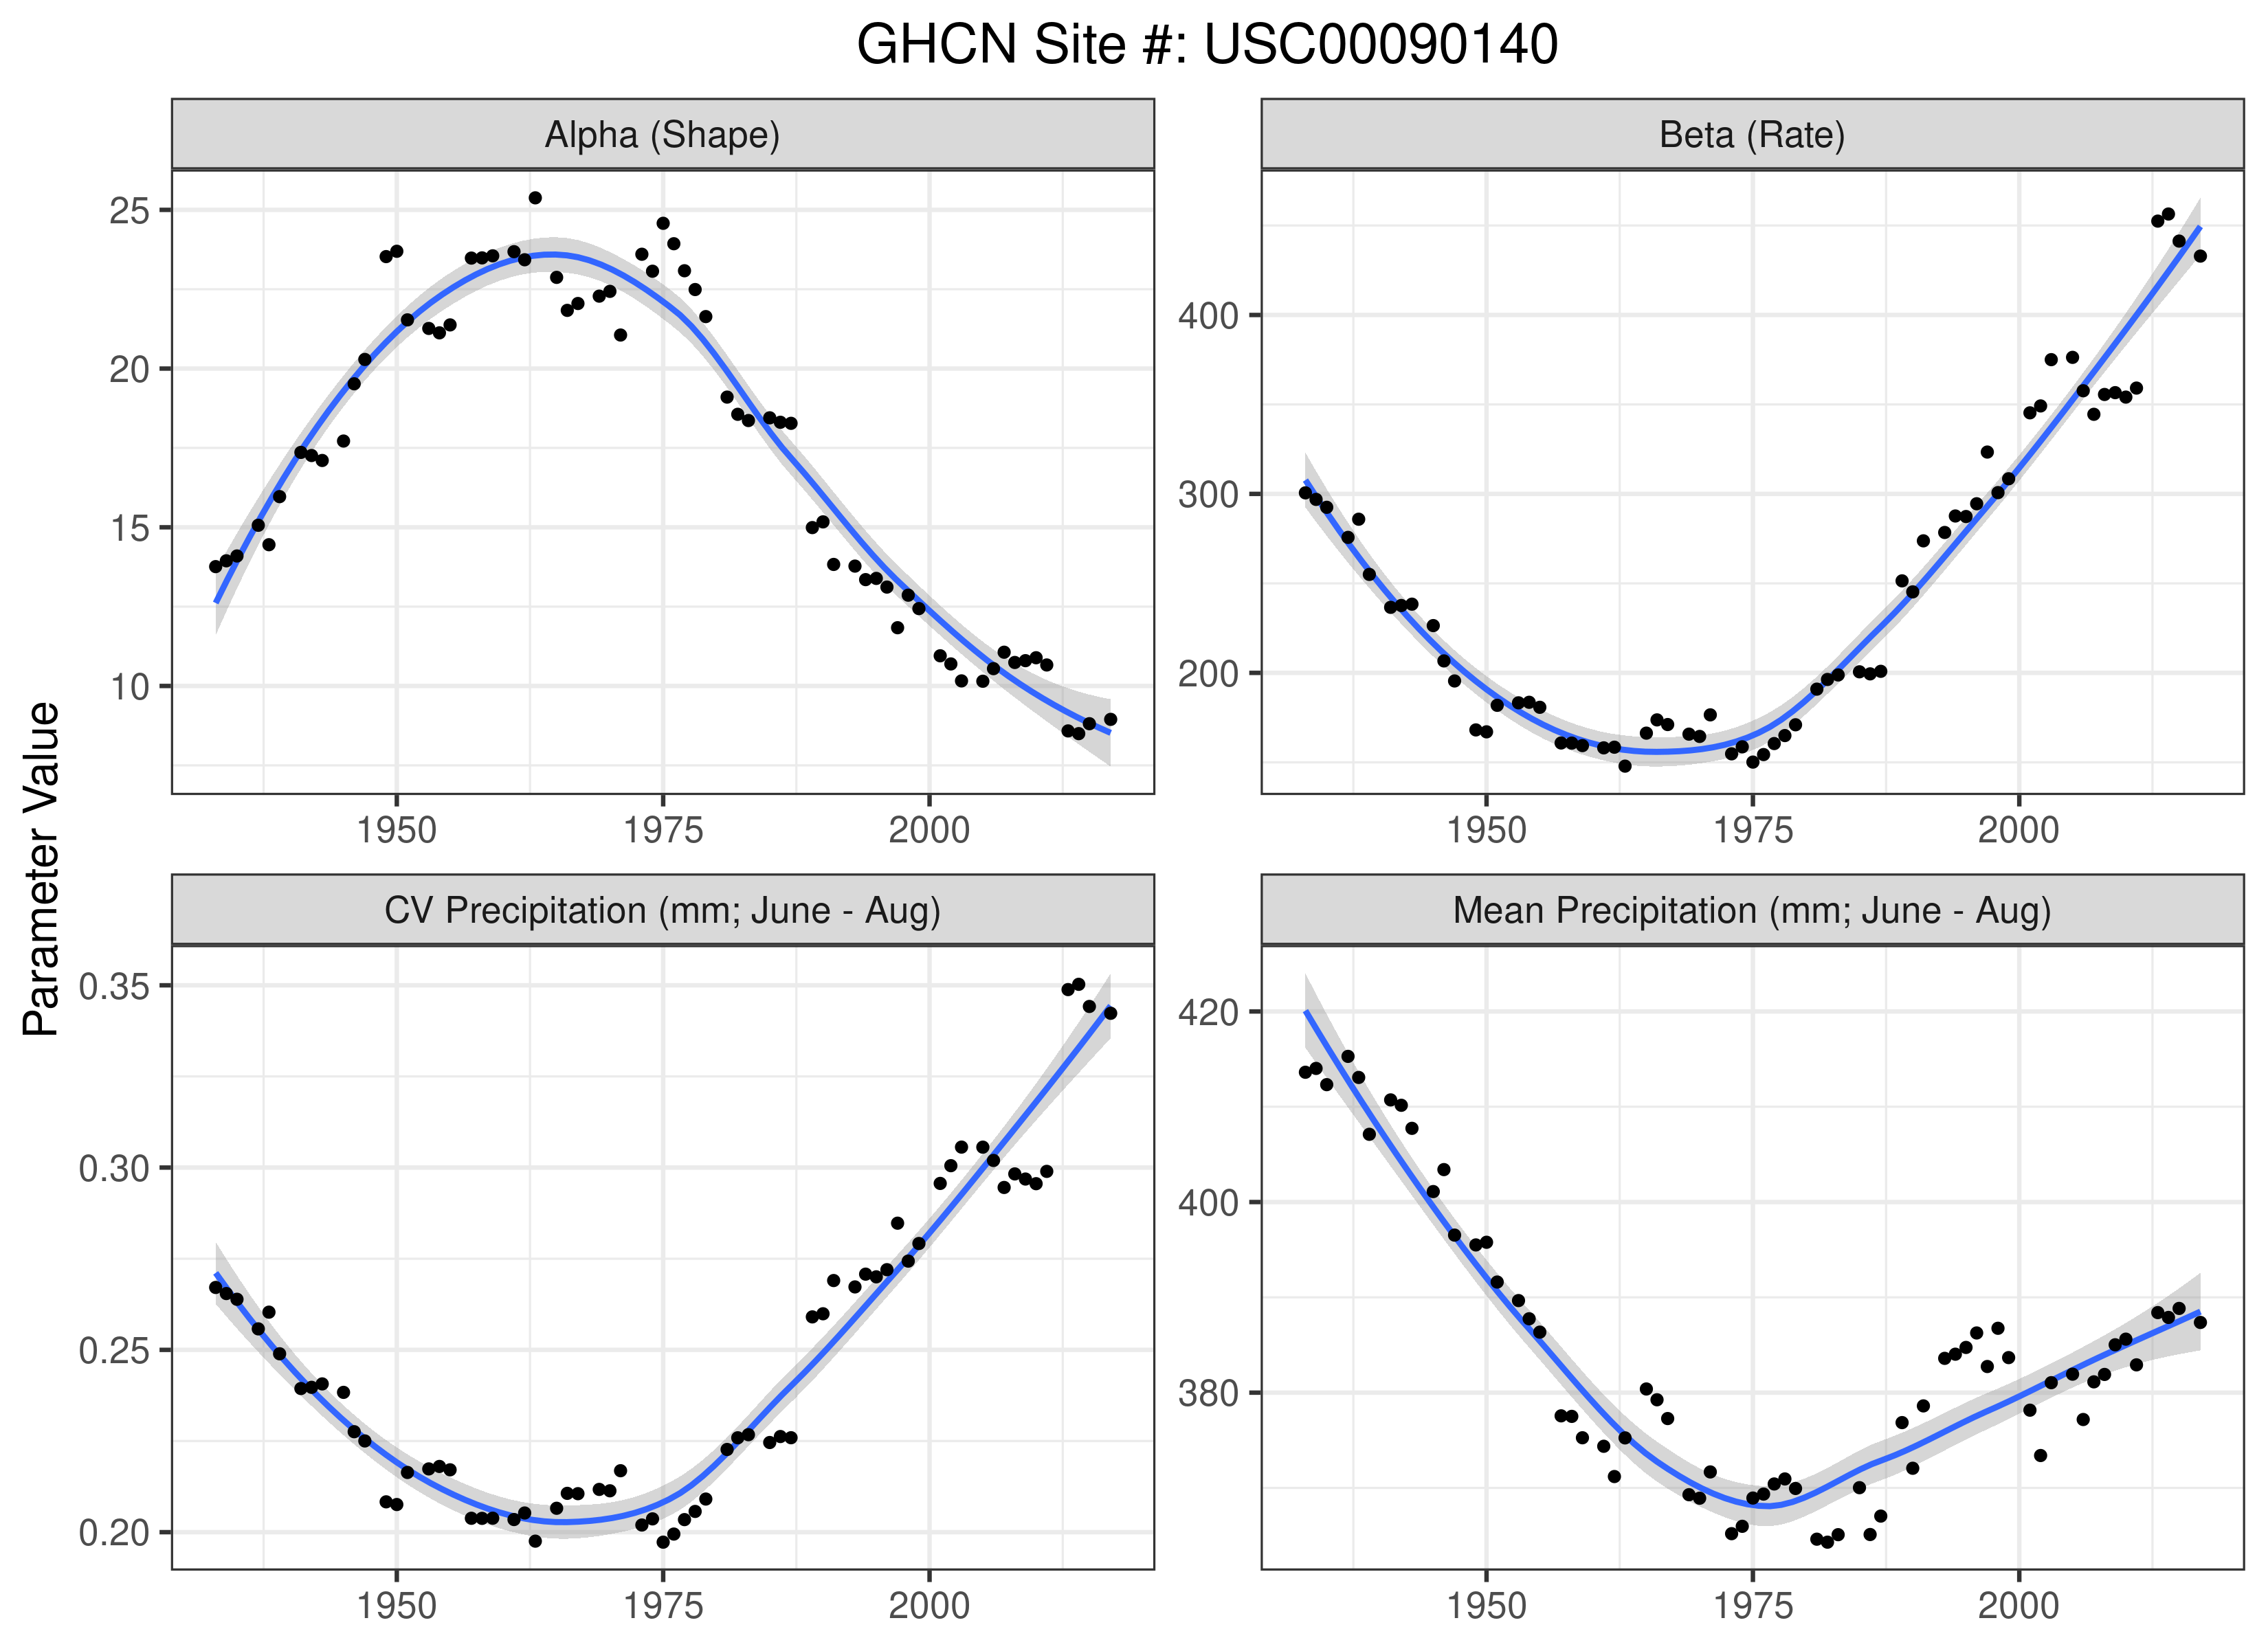 GHCN Site #: USC00090140
Alpha (Shape)
Beta (Rate)
25
20
15
10
400
300
200
1950 1975 2000
1950 1975 2000
Parameter Value
CV Precipitation (mm; June - Aug)
Mean Precipitation (mm; June - Aug)
0.35
0.30
0.25
0.20
420
400
380
1950 1975 2000
1950 1975 2000